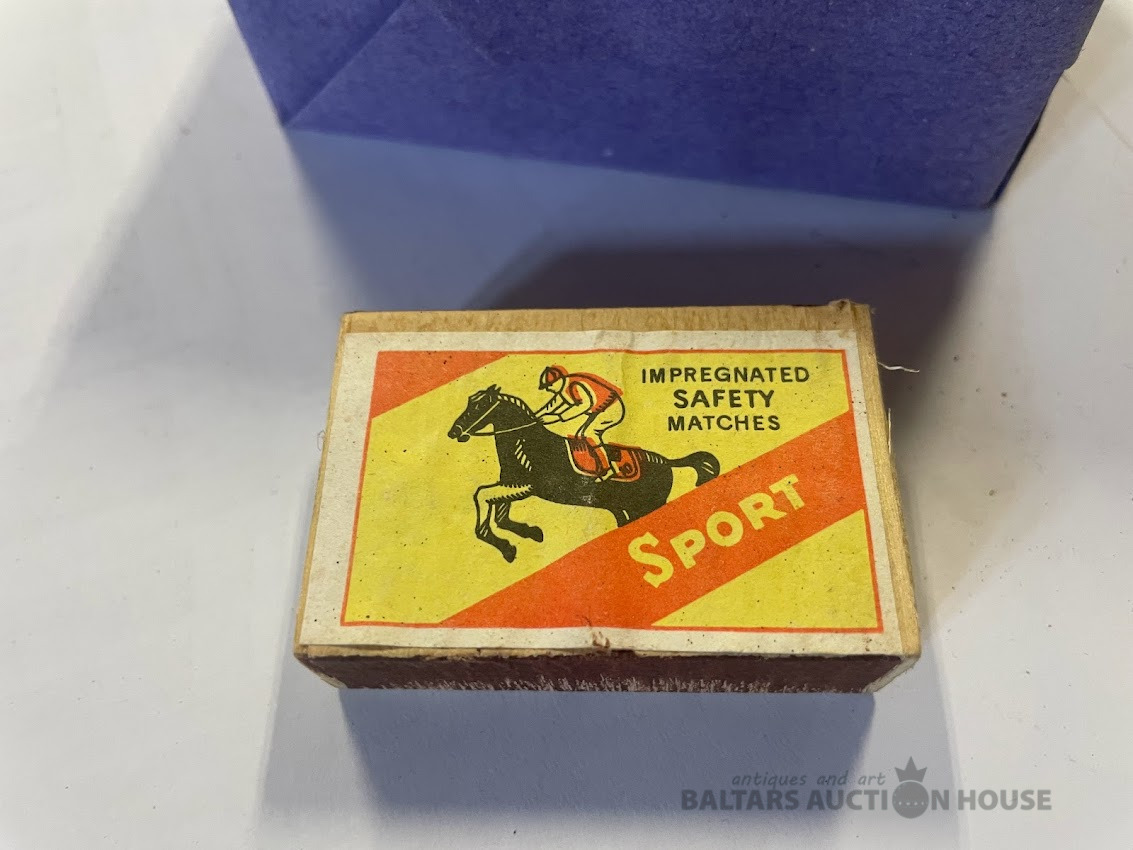 IMPREGNATED
SAFETY
MATCHES
SPORT
antiques and art
BALTARS AUCTION HOUSE